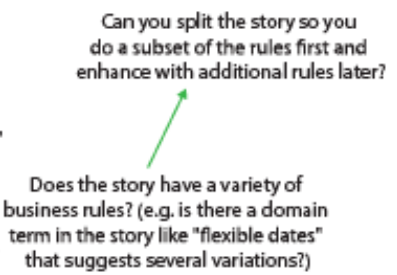 Can you split the story so you
do a subset of the rules first and
enhance with additional rules later?
Does the story have a variety of
business rules? (e.g. is there a domain
term in the story like "flexible dates"
that suggests several variations?)